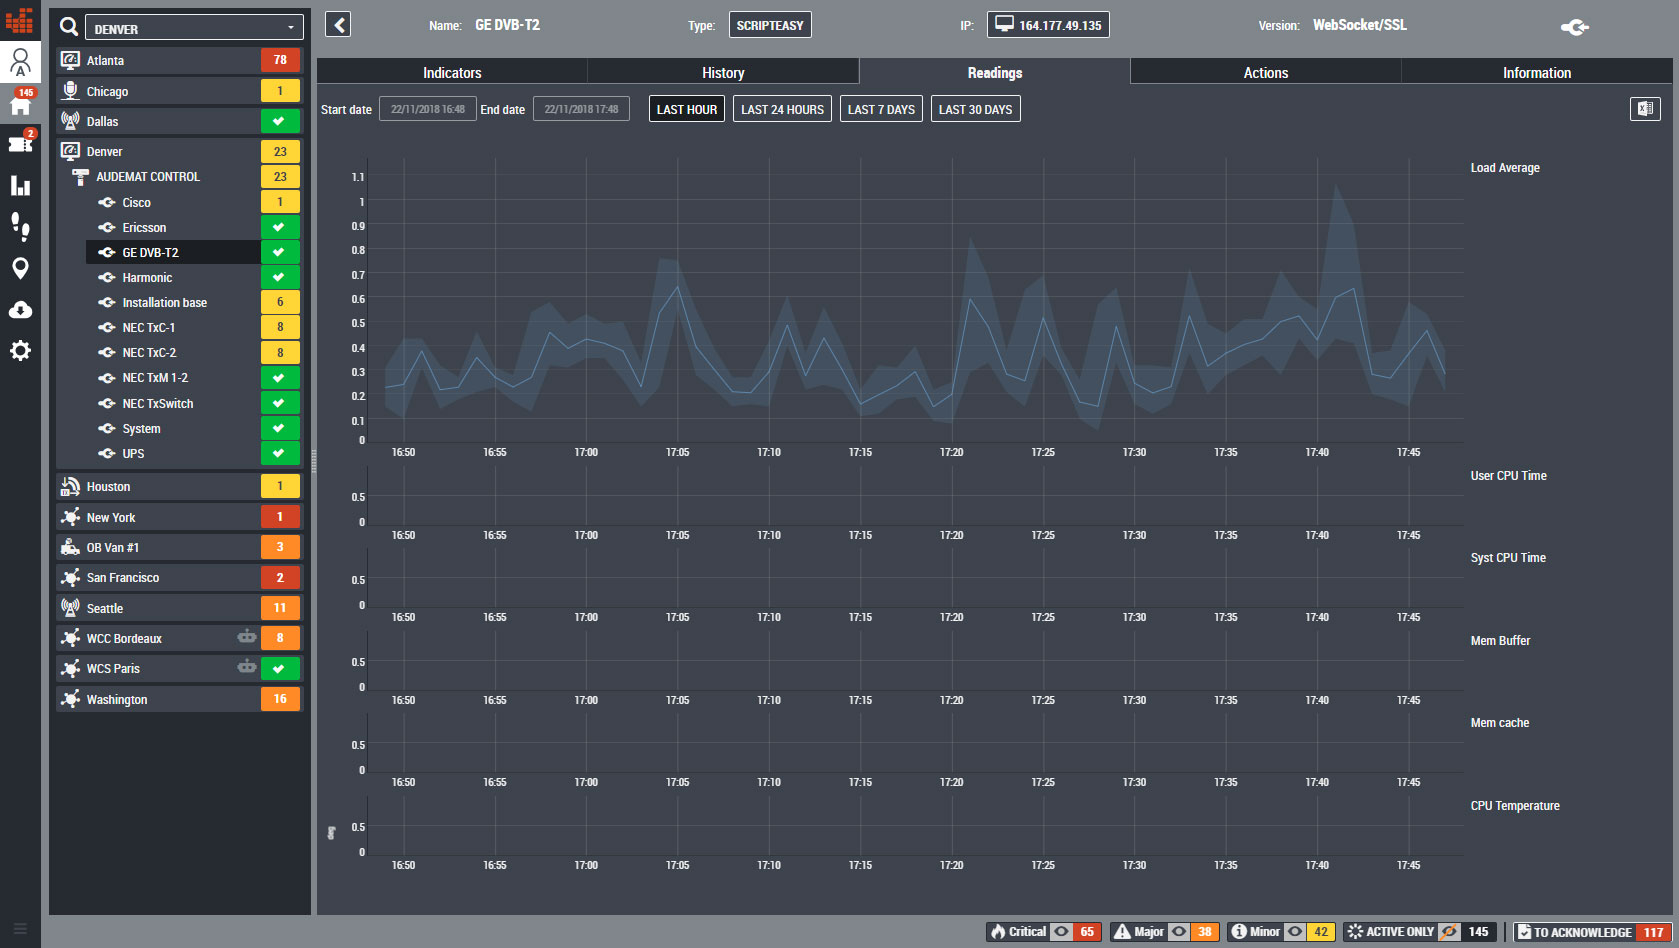 DENVER
Name: GE DVB-T2 Type: SCRIPTEASY IP: 164.177.49.135 Version: WebSocket/SSL
A
145
2
Atlanta 78
Chicago 1
Dallas
Denver 23
AUDEMAT CONTROL 23
Cisco 1
Ericsson
GE DVB-T2
Harmonic
Installation base 6
NEC TxC-1 8
NEC TxC-2 8
NEC TxM 1-2
NEC TxSwitch
System
UPS
Houston 1
New York 1
OB Van #1 3
San Francisco 2
Seattle 11
WCC Bordeaux 8
WCS Paris
Washington 16
Indicators History Readings Actions Information
Start date 22/11/2018 16:48 End date 22/11/2018 17:48 LAST HOUR LAST 24 HOURS LAST 7 DAYS LAST 30 DAYS
Load Average
1.1
1
0.9
0.8
0.7
0.6
0.5
0.4
0.3
0.2
0.1
0
16:50 16:55 17:00 17:05 17:10 17:15 17:20 17:25 17:30 17:35 17:40 17:45
User CPU Time
0.5
0
16:50 16:55 17:00 17:05 17:10 17:15 17:20 17:25 17:30 17:35 17:40 17:45
Syst CPU Time
0.5
0
16:50 16:55 17:00 17:05 17:10 17:15 17:20 17:25 17:30 17:35 17:40 17:45
Mem Buffer
0.5
0
16:50 16:55 17:00 17:05 17:10 17:15 17:20 17:25 17:30 17:35 17:40 17:45
Mem cache
0.5
0
16:50 16:55 17:00 17:05 17:10 17:15 17:20 17:25 17:30 17:35 17:40 17:45
CPU Temperature
0.5
0
16:50 16:55 17:00 17:05 17:10 17:15 17:20 17:25 17:30 17:35 17:40 17:45
Critical 65 Major 38 Minor 42 ACTIVE ONLY 145 TO ACKNOWLEDGE 117